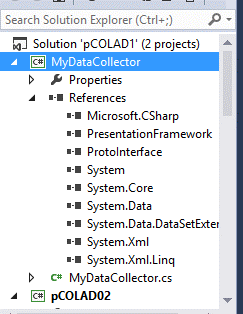 Search Solution Explorer (Ctrl+;)
Solution 'pCOLAD1' (2 projects)
C# MyDataCollector
Properties
References
Microsoft.CSharp
PresentationFramework
ProtoInterface
System
System.Core
System.Data
System.Data.DataSetExter
System.Xml
System.Xml.Linq
C# MyDataCollector.cs
C# pCOLAD02